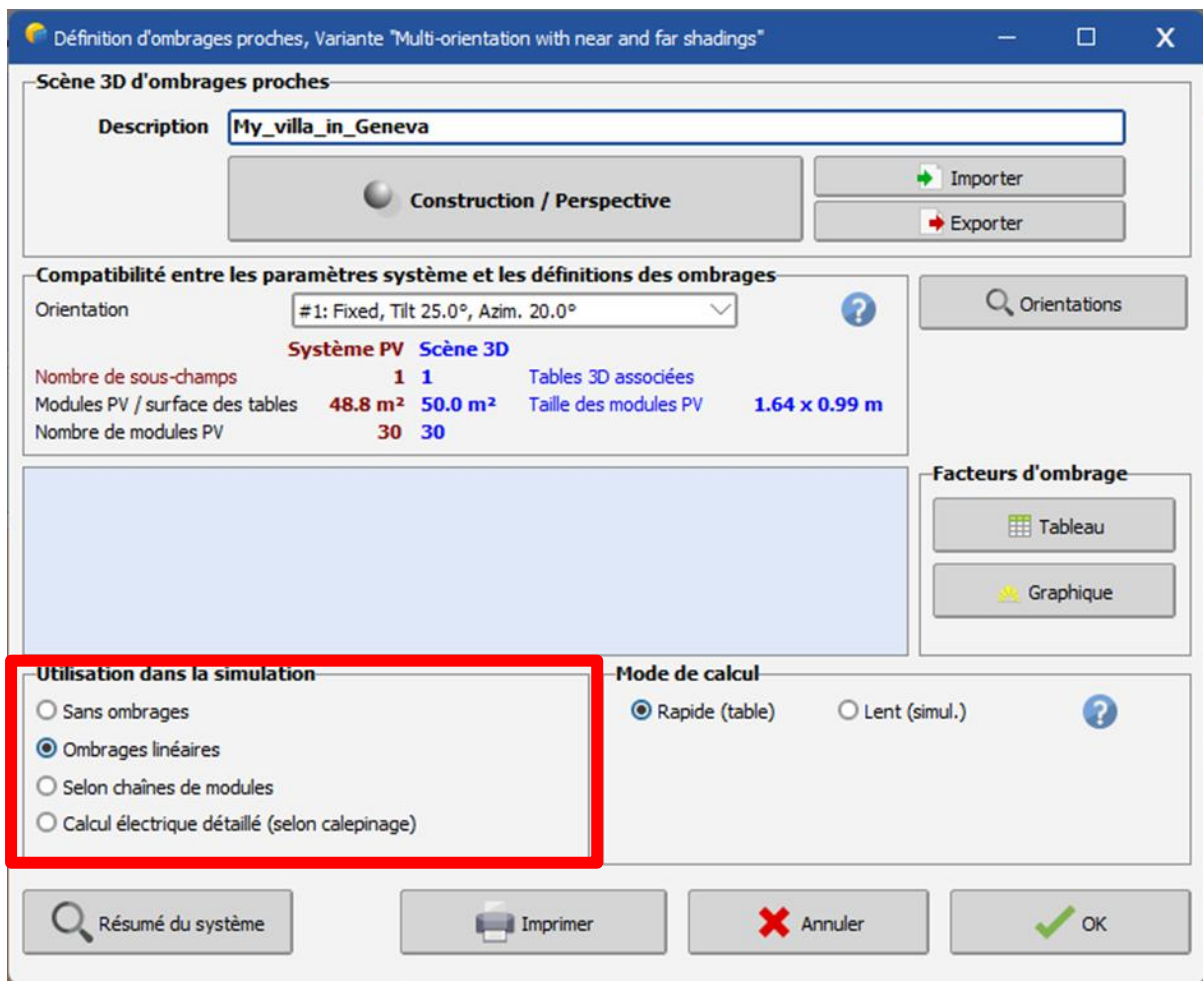 Définition d'ombrages proches, Variante "Multi-orientation with near and far shadings"
Scène 3D d'ombrages proches
Description My_villa_in_Geneva
Construction / Perspective
Importer
Exporter
Compatibilité entre les paramètres système et les définitions des ombrages
Orientation #1: Fixed, Tilt 25.0°, Azim. 20.0°
Orientations
Système PV Scène 3D
Nombre de sous-champs 1 1 Tables 3D associées
Modules PV / surface des tables 48.8 m² 50.0 m² Taille des modules PV 1.64 x 0.99 m
Nombre de modules PV 30 30
Facteurs d'ombrage
Tableau
Graphique
Utilisation dans la simulation
Sans ombrages
Ombrages linéaires
Selon chaînes de modules
Calcul électrique détaillé (selon calepinage)
Mode de calcul
Rapide (table) Lent (simul.)
Résumé du système Imprimer Annuler OK